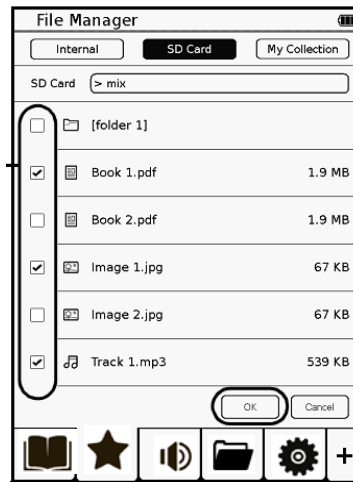 File Manager
Internal SD Card My Collection
SD Card > mix
[folder 1]
Book 1.pdf 1.9 MB
Book 2.pdf 1.9 MB
Image 1.jpg 67 KB
Image 2.jpg 67 KB
Track 1.mp3 539 KB
OK Cancel
+